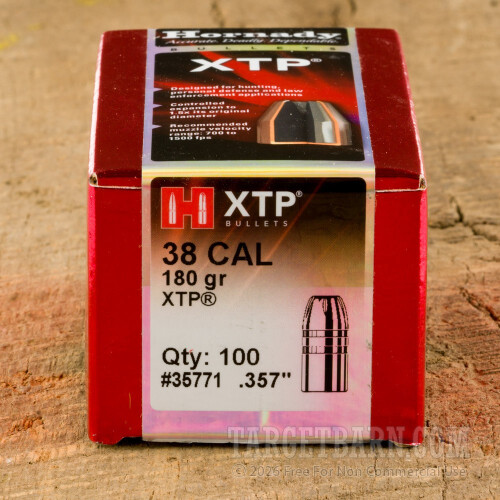 Hornady
Accurate. Deadly. Dependable.
BULLETS
XTP®
Designed for hunting,
personal defense and law
enforcement applications
Controlled
expansion to
1.5x its original
diameter
Recommended
muzzle velocity
range: 700 to
1500 fps
H XTP®
BULLETS
38 CAL
180 gr
XTP®
Qty: 100
#35771 .357"
TARGETBARN.COM
© 2026 Free For Non Commercial Use